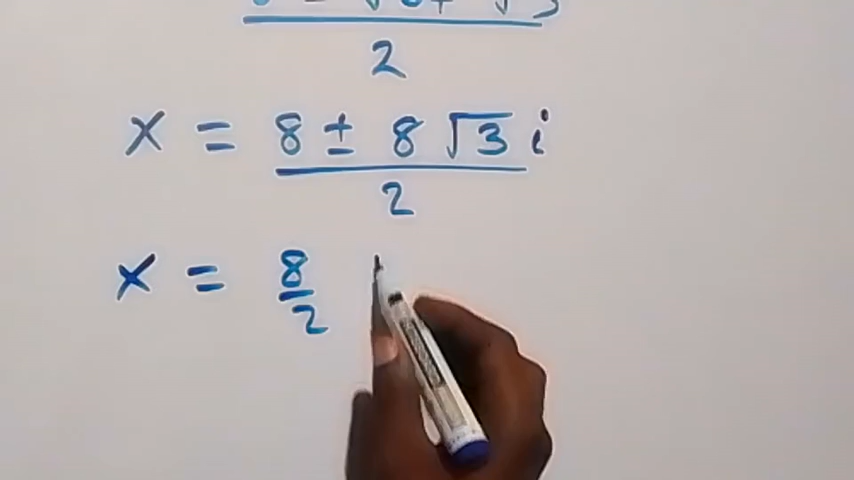 2
x = 8 ± 8 √3 i
2
x = 8
2